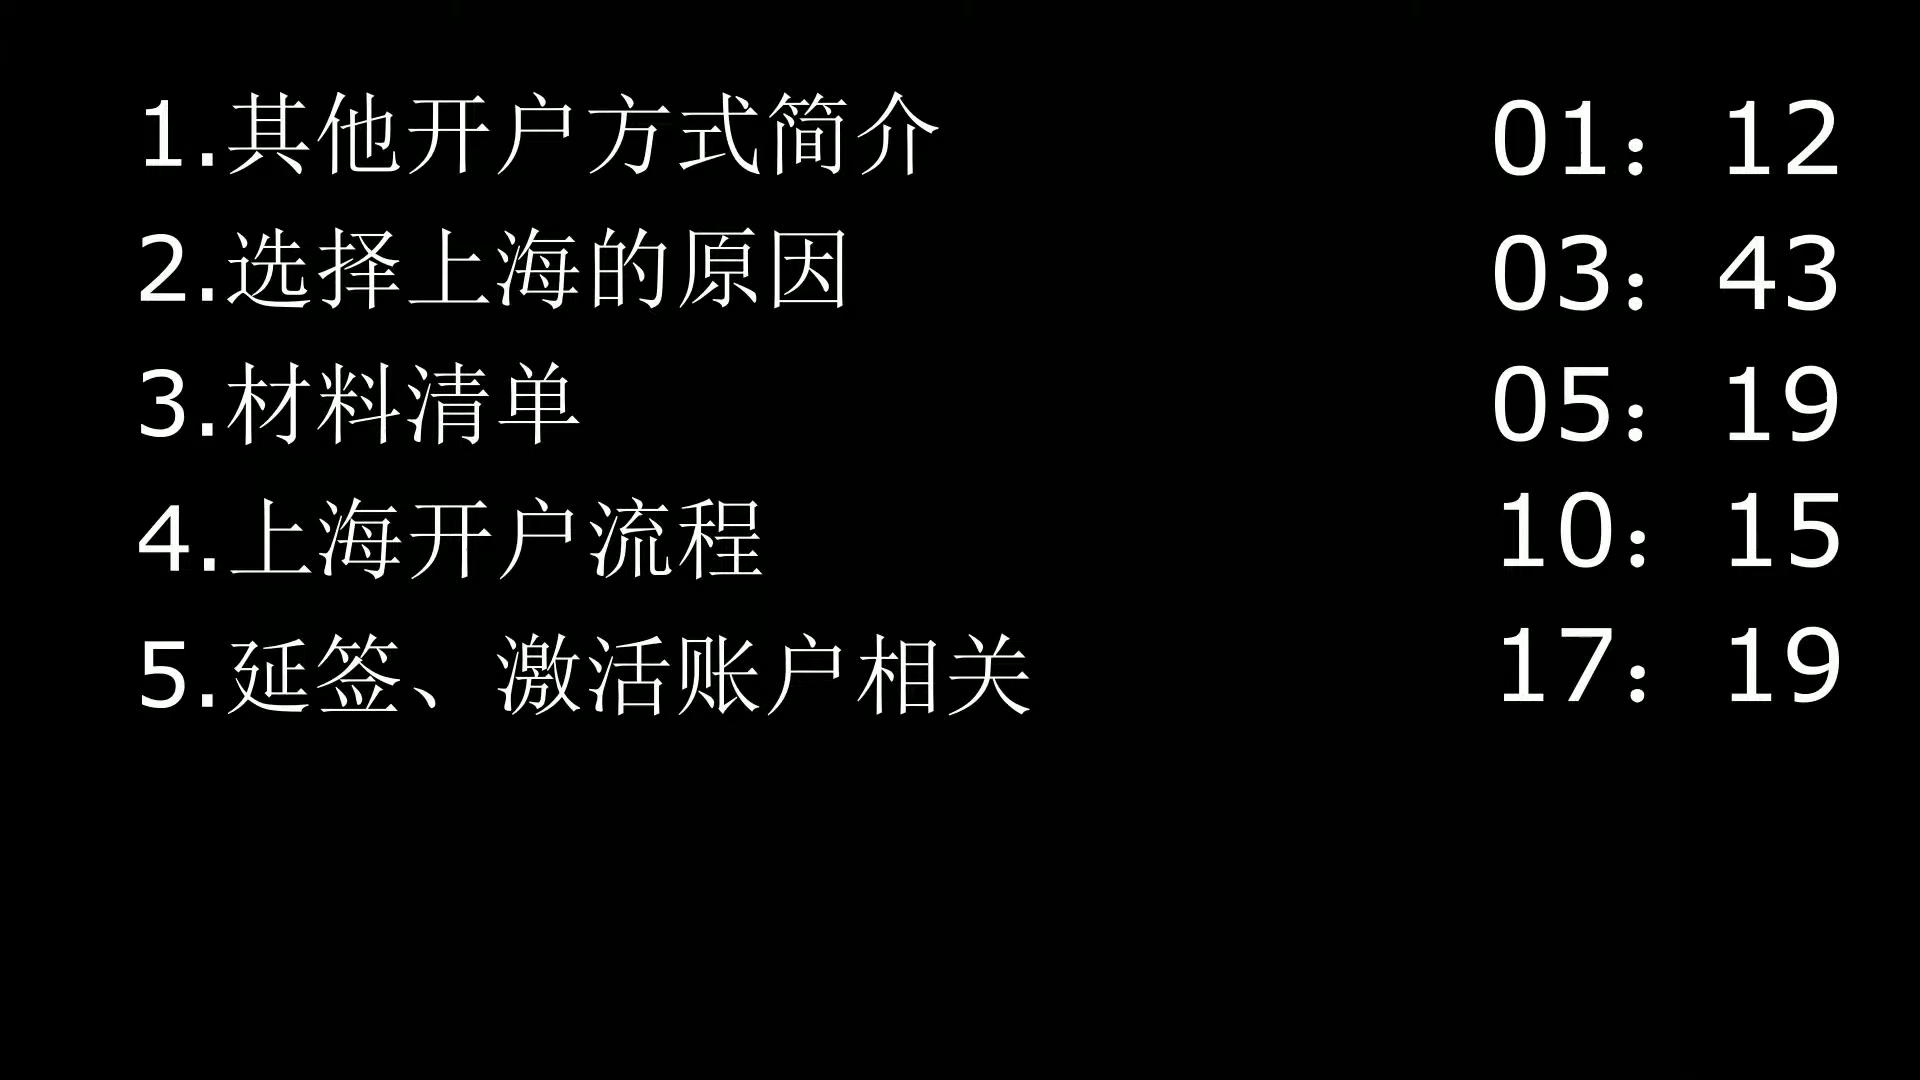 1.其他开户方式简介 01：12
2.选择上海的原因 03：43
3.材料清单 05：19
4.上海开户流程 10：15
5.延签、激活账户相关 17：19